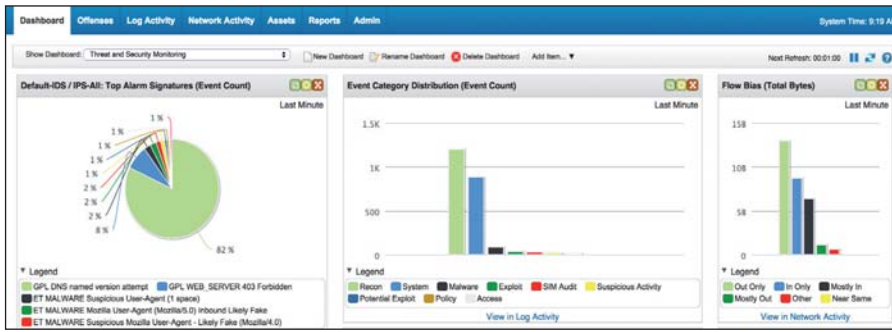 Dashboard Offenses Log Activity Network Activity Assets Reports Admin System Time: 9:19 A
Show Dashboard: Threat and Security Monitoring New Dashboard Rename Dashboard Delete Dashboard Add Item... ▼ Next Refresh: 00:01:00
Default-IDS / IPS-All: Top Alarm Signatures (Event Count)
Last Minute
1 %
1 %
1 %
1 %
1 %
2 %
2 %
2 %
8 %
82 %
▼ Legend
GPL DNS named version attempt GPL WEB_SERVER 403 Forbidden
ET MALWARE Suspicious User-Agent (1 space)
ET MALWARE Mozilla User-Agent (Mozilla/5.0) Inbound Likely Fake
ET MALWARE Suspicious Mozilla User-Agent - Likely Fake (Mozilla/4.0)
Event Category Distribution (Event Count)
Last Minute
1.5K
1K
500
0
▼ Legend
Recon System Malware Exploit SIM Audit Suspicious Activity
Potential Exploit Policy Access
View in Log Activity
Flow Bias (Total Bytes)
Last Minute
15B
10B
5B
0
▼ Legend
Out Only In Only Mostly In
Mostly Out Other Near Same
View in Network Activity